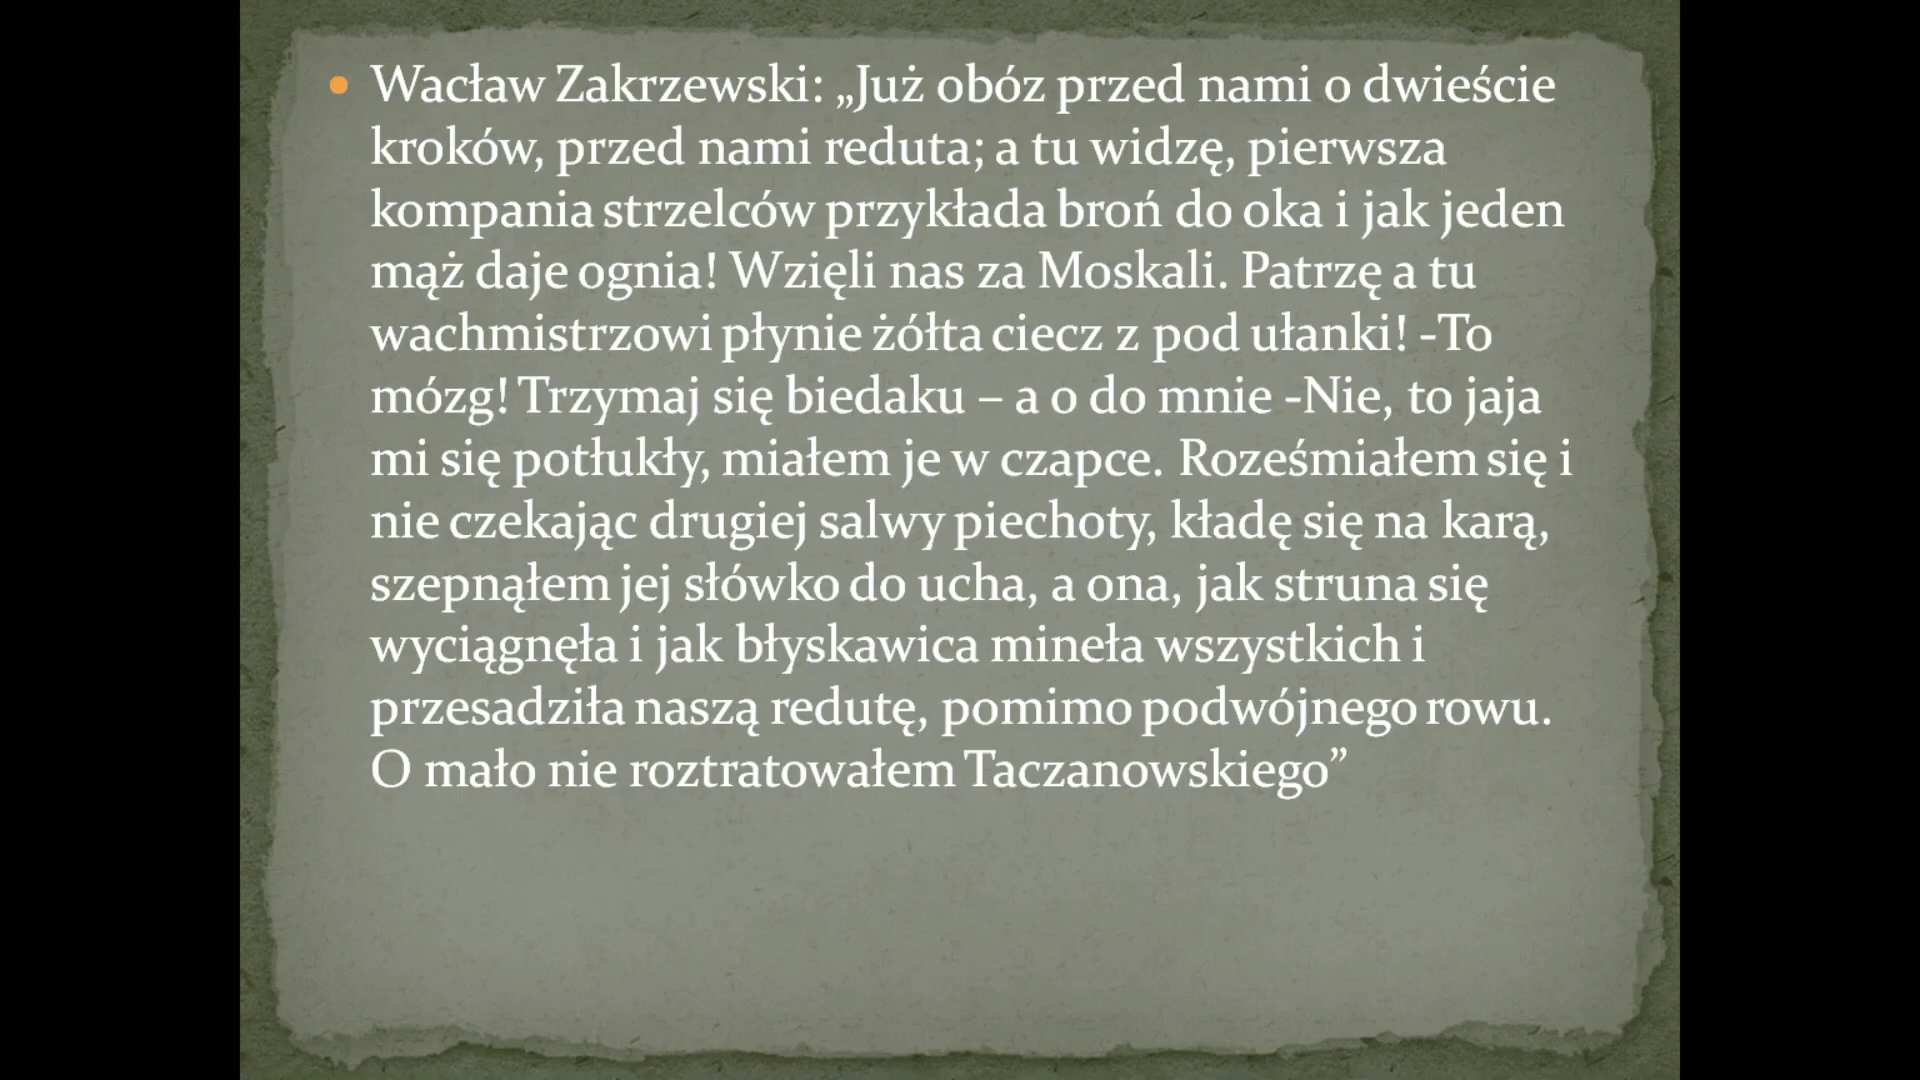 Wacław Zakrzewski: „Już obóz przed nami o dwieście
kroków, przed nami reduta; a tu widzę, pierwsza
kompania strzelców przykłada broń do oka i jak jeden
mąż daje ognia! Wzięli nas za Moskali. Patrzę a tu
wachmistrzowi płynie żółta ciecz z pod ułanki! -To
mózg! Trzymaj się biedaku – a o do mnie -Nie, to jaja
mi się potłukły, miałem je w czapce. Roześmiałem się i
nie czekając drugiej salwy piechoty, kładę się na karą,
szepnąłem jej słówko do ucha, a ona, jak struna się
wyciągnęła i jak błyskawica mineła wszystkich i
przesadziła naszą redutę, pomimo podwójnego rowu.
O mało nie roztratowałem Taczanowskiego”